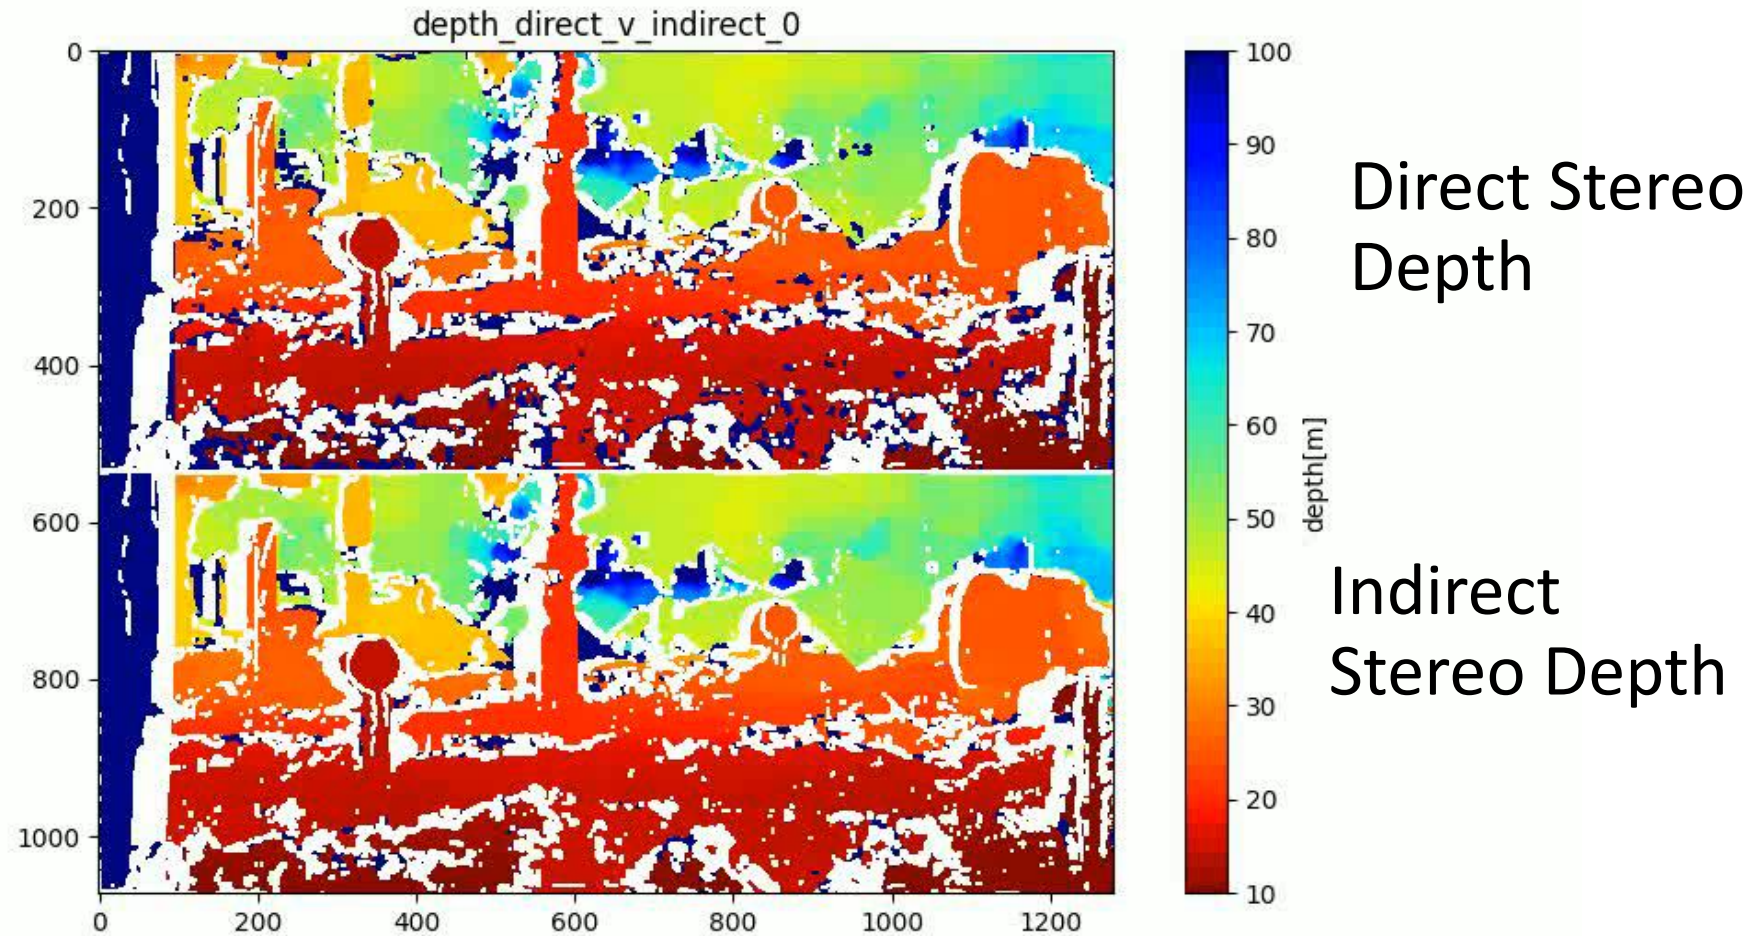 depth_direct_v_indirect_0
0
200
400
600
800
1000
0 200 400 600 800 1000 1200
100
90
80
70
60
50
40
30
20
10
depth[m]
Direct Stereo
Depth
Indirect
Stereo Depth